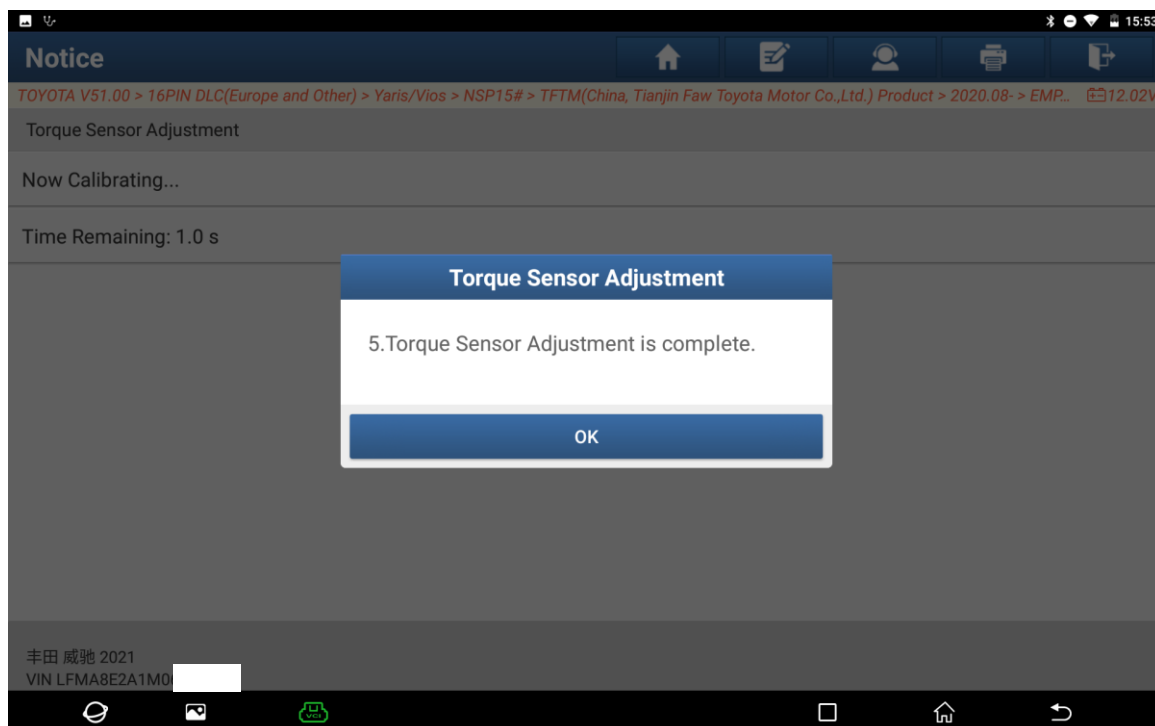 15:53
Notice
TOYOTA V51.00 > 16PIN DLC(Europe and Other) > Yaris/Vios > NSP15# > TFTM(China, Tianjin Faw Toyota Motor Co.,Ltd.) Product > 2020.08- > EMP... 12.02V
Torque Sensor Adjustment
Now Calibrating...
Time Remaining: 1.0 s
Torque Sensor Adjustment
5.Torque Sensor Adjustment is complete.
OK
丰田 威驰 2021
VIN LFMA8E2A1M0
VCI